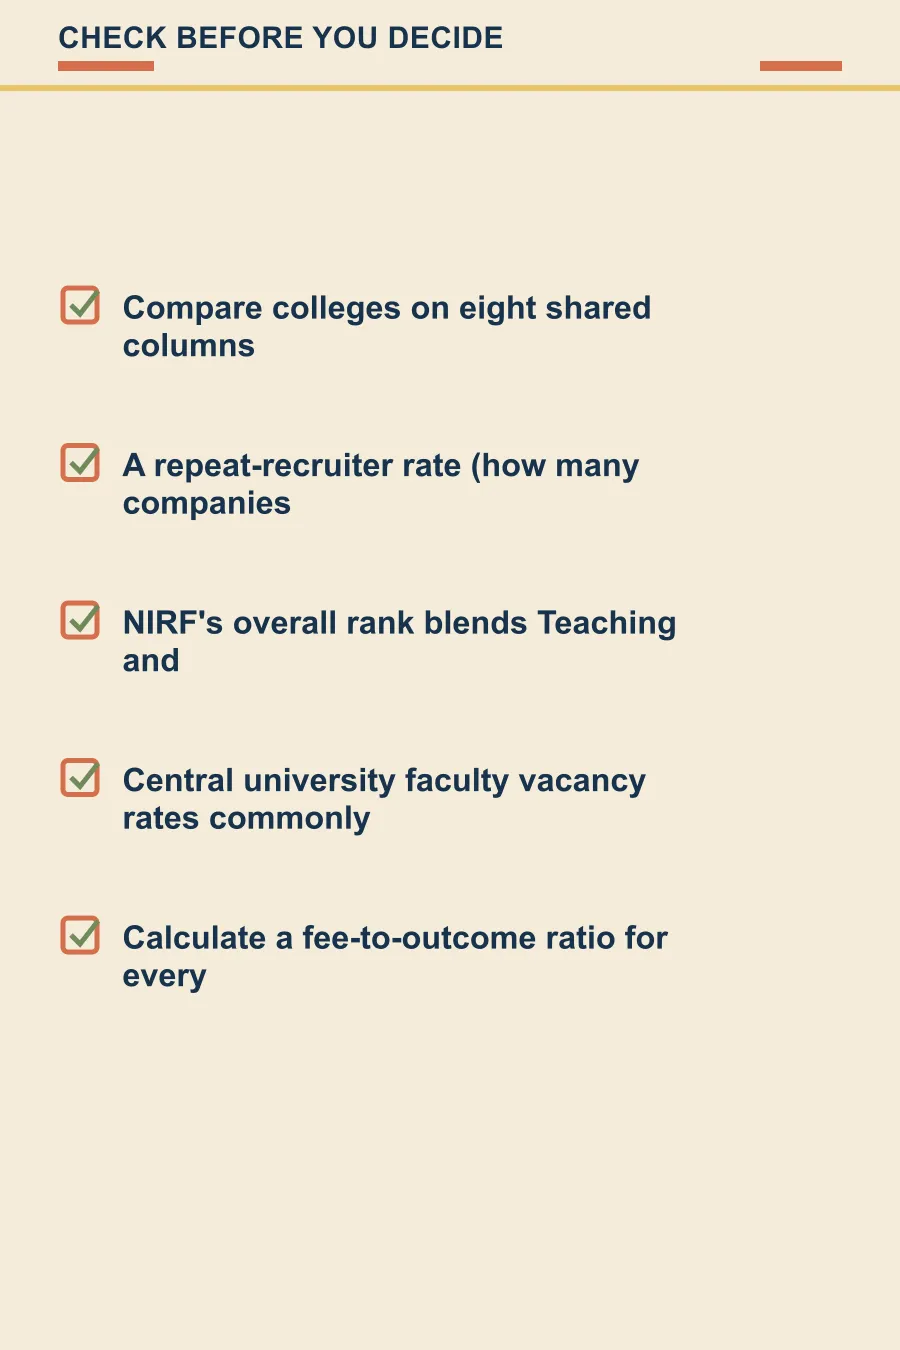 CHECK BEFORE YOU DECIDE
Compare colleges on eight shared
columns
A repeat-recruiter rate (how many
companies
NIRF's overall rank blends Teaching
and
Central university faculty vacancy
rates commonly
Calculate a fee-to-outcome ratio for
every